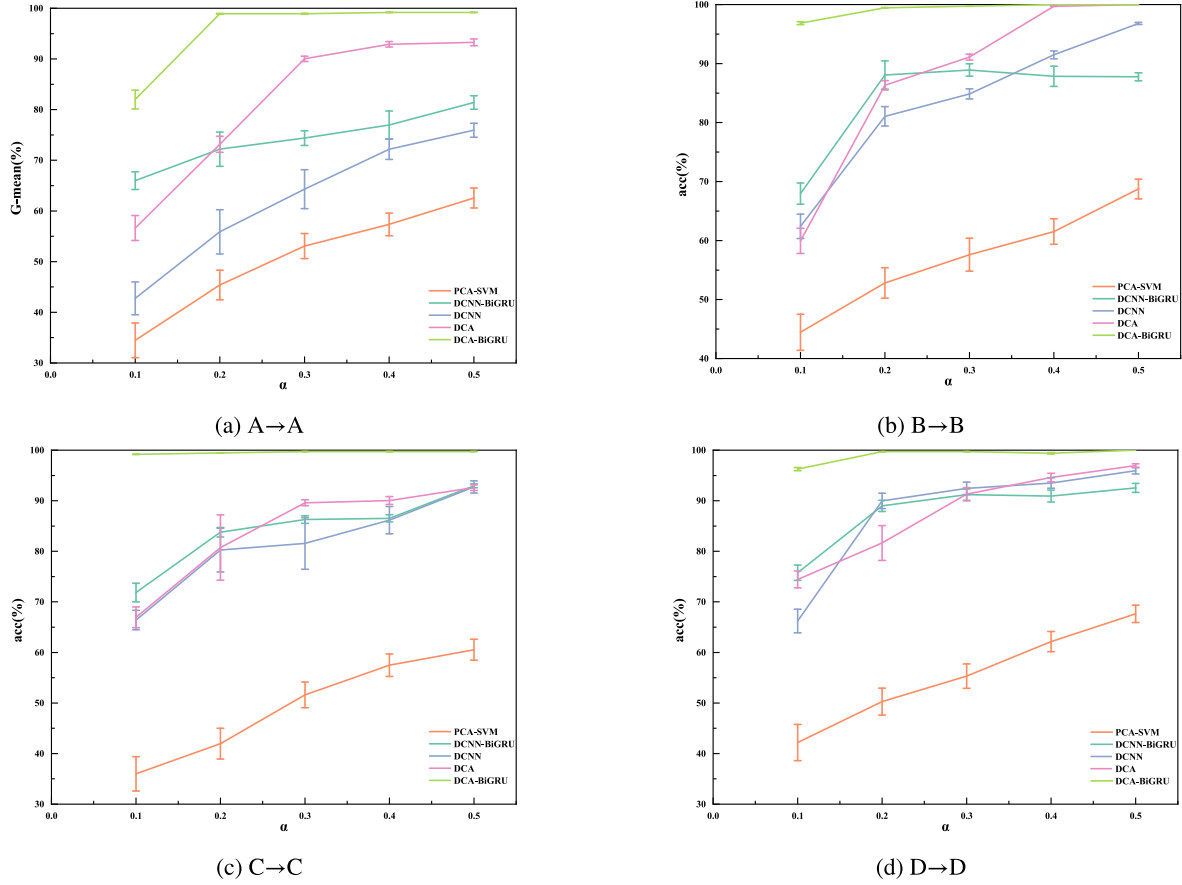 100
90
80
70
60
50
40
30
G-mean(%)
PCA-SVM
DCNN-BiGRU
DCNN
DCA
DCA-BiGRU
0.0 0.1 0.2 0.3 0.4 0.5
α
(a) A→A
100
90
80
70
60
50
40
acc(%)
PCA-SVM
DCNN-BiGRU
DCNN
DCA
DCA-BiGRU
0.0 0.1 0.2 0.3 0.4 0.5
α
(b) B→B
100
90
80
70
60
50
40
30
acc(%)
PCA-SVM
DCNN-BiGRU
DCNN
DCA
DCA-BiGRU
0.0 0.1 0.2 0.3 0.4 0.5
α
(c) C→C
100
90
80
70
60
50
40
30
acc(%)
PCA-SVM
DCNN-BiGRU
DCNN
DCA
DCA-BiGRU
0.0 0.1 0.2 0.3 0.4 0.5
α
(d) D→D